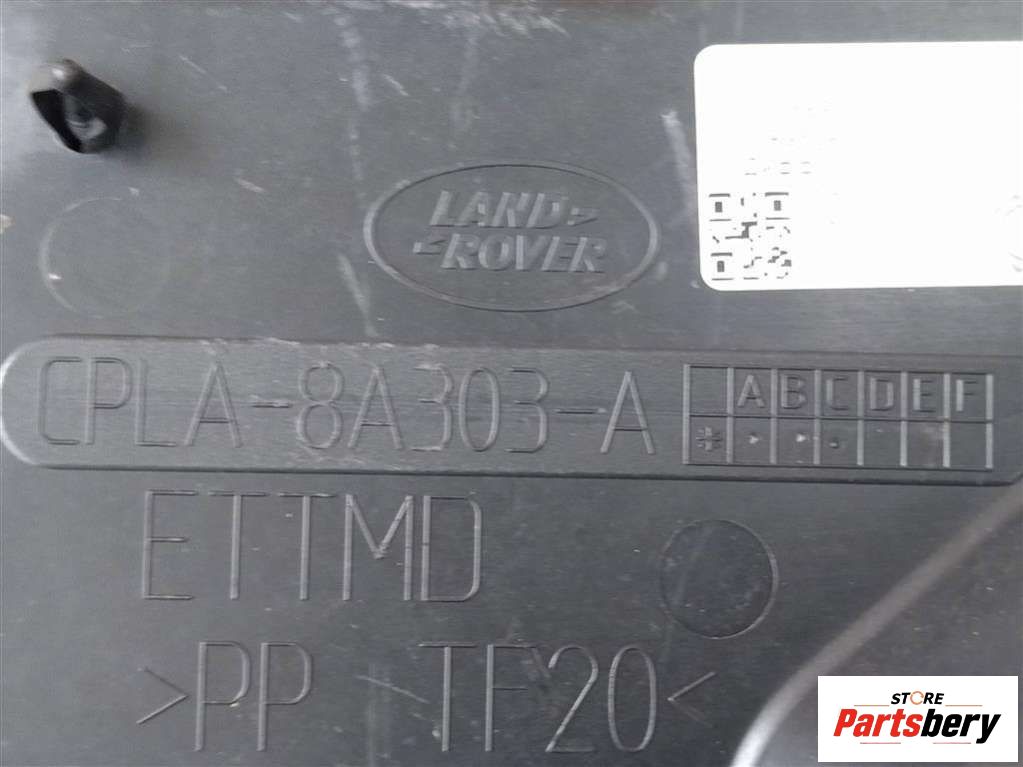 LAND
ROVER
CPLA-8A303-A
A B C D E F
*
ETTMD
>PP TF20<
STORE
Partsbery